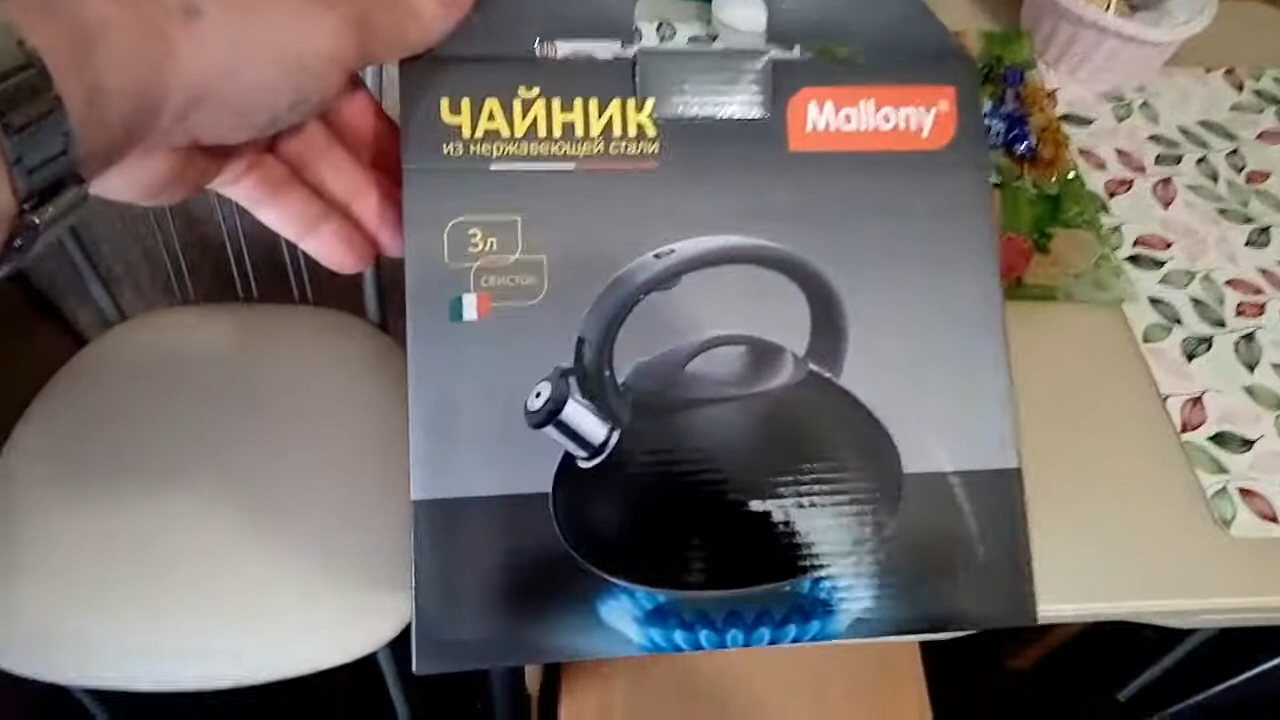 ЧАЙНИК
из нержавеющей стали
Mallony®
3л
свисток